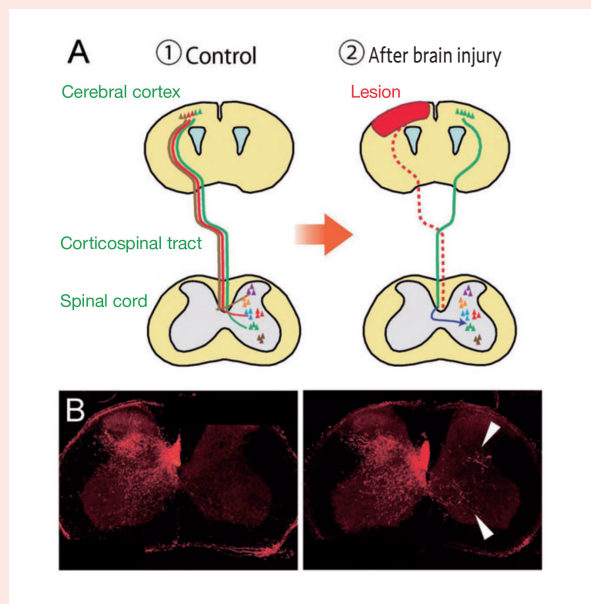 A
① Control
② After brain injury
Cerebral cortex
Lesion
Corticospinal tract
Spinal cord
B